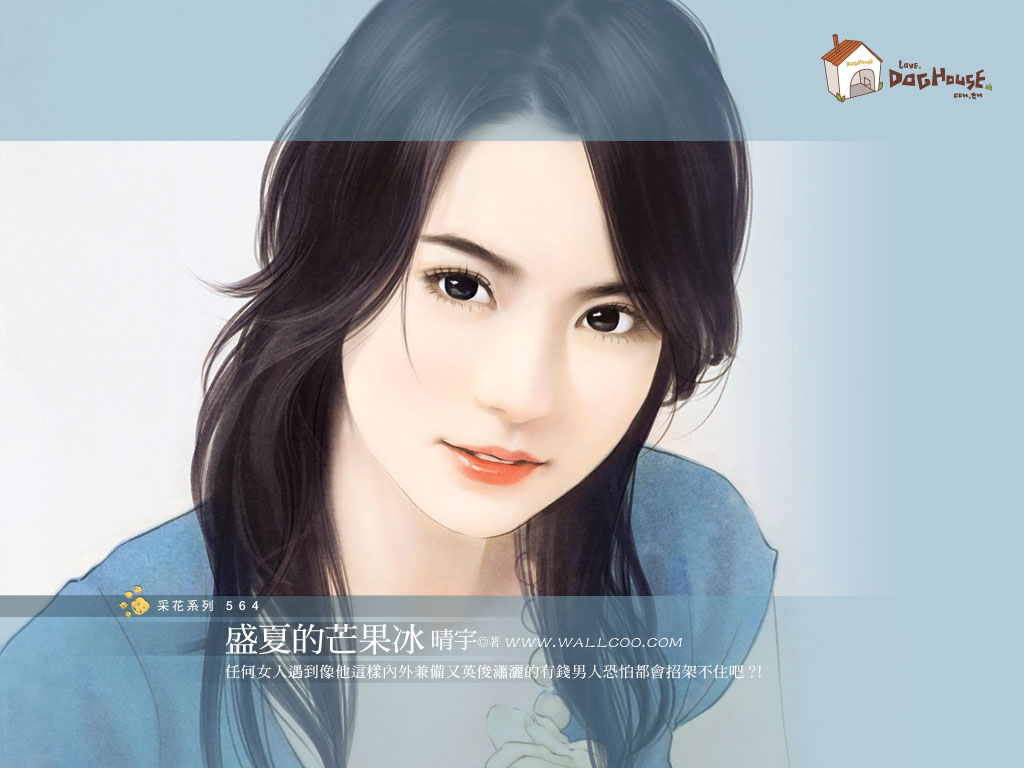 DOGHOUSE
LOVE.
DOGHOUSE
COM.TW
采花系列 564
盛夏的芒果冰 晴宇◎著 WWW.WALLCOO.COM
任何女人遇到像他這樣內外兼備又英俊瀟灑的有錢男人恐怕都會招架不住吧?!